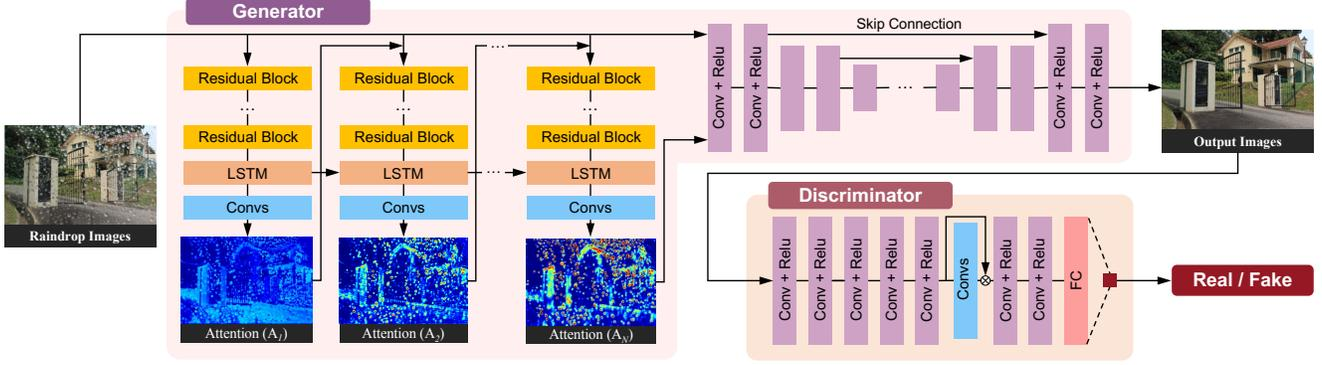 Generator
Skip Connection
Residual Block
Residual Block
...
Residual Block
...
...
...
Residual Block
Residual Block
Residual Block
LSTM
LSTM
...
LSTM
Convs
Convs
Convs
Raindrop Images
Attention (A1)
Attention (A2)
Attention (AN)
Conv + Relu
Conv + Relu
...
Conv + Relu
Conv + Relu
Output Images
Discriminator
Conv + Relu
Conv + Relu
Conv + Relu
Conv + Relu
Conv + Relu
Convs
Conv + Relu
Conv + Relu
FC
Real / Fake